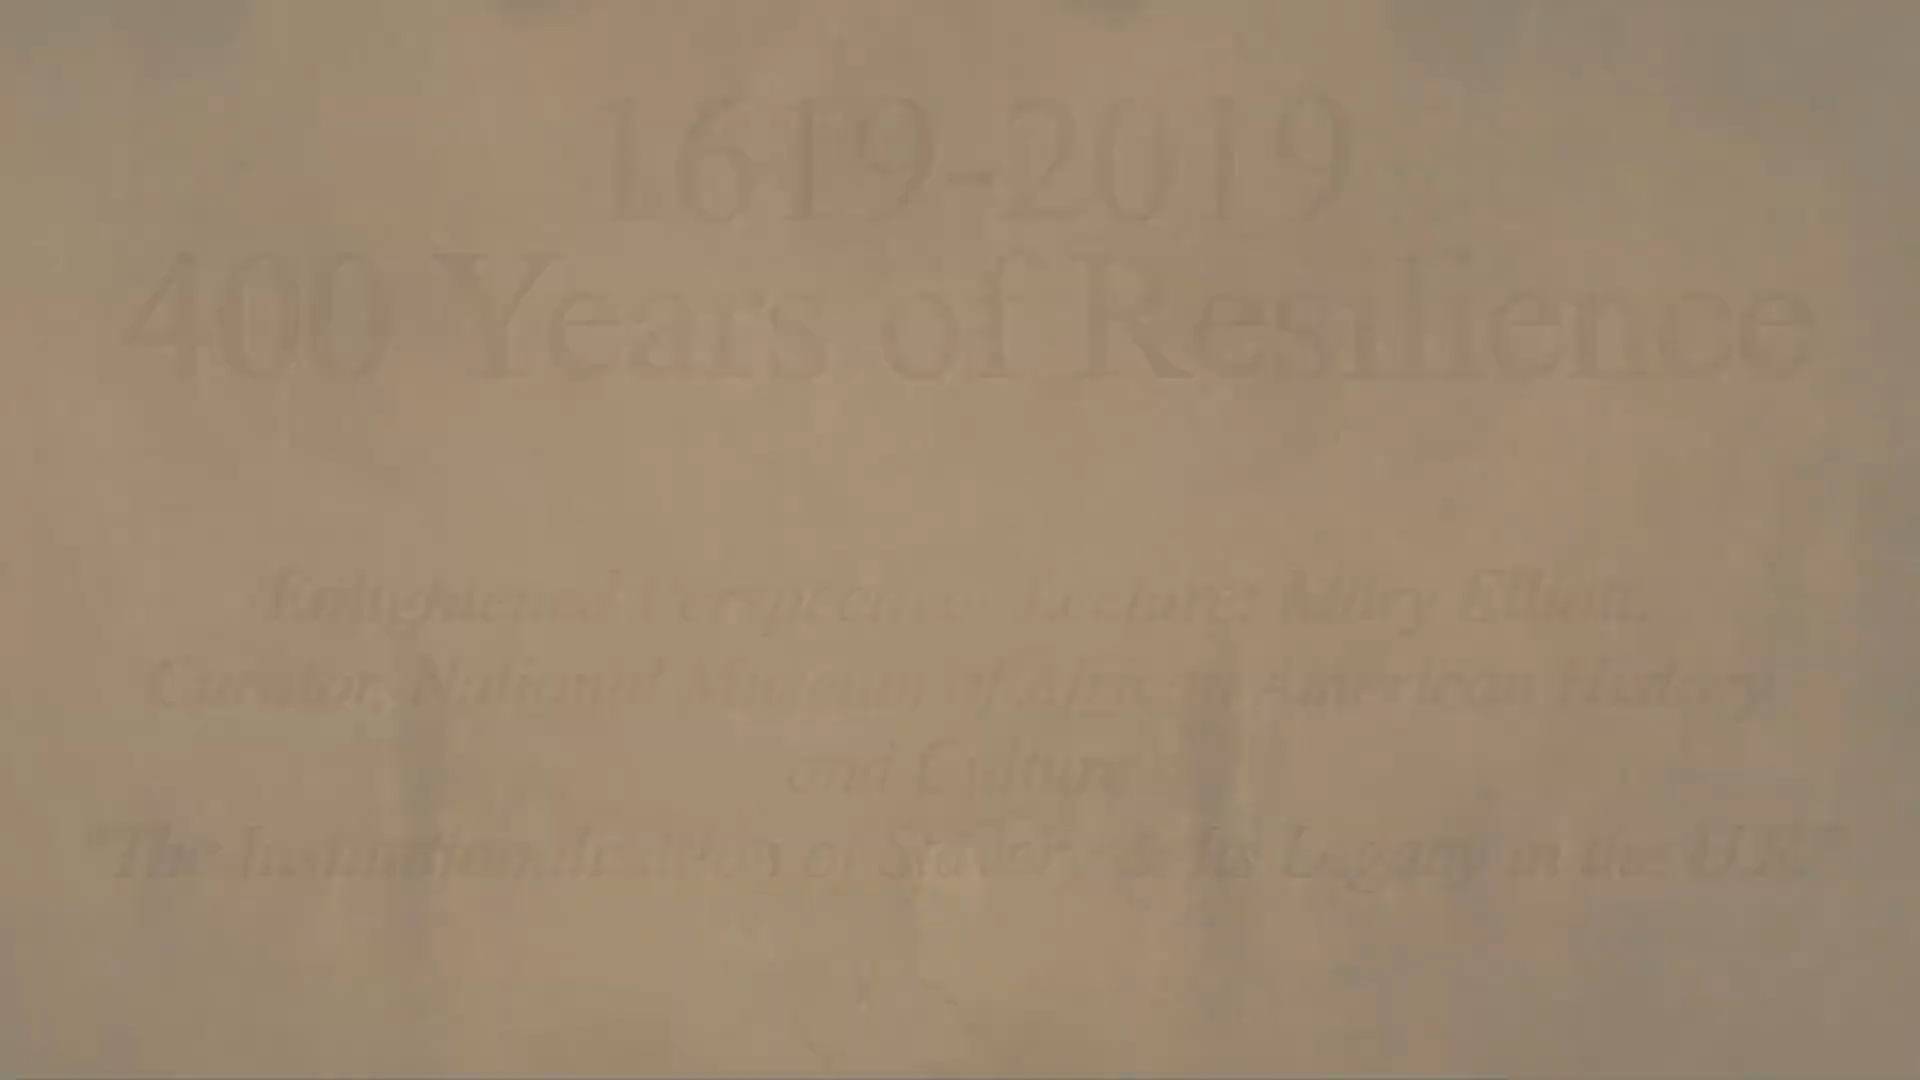 1619-2019
400 Years of Resilience
Enlightened Perspectives Lecture: Mary Elliott,
Curator, National Museum of African American History
and Culture
"The Institutionalization of Slavery & Its Legacy in the U.S."